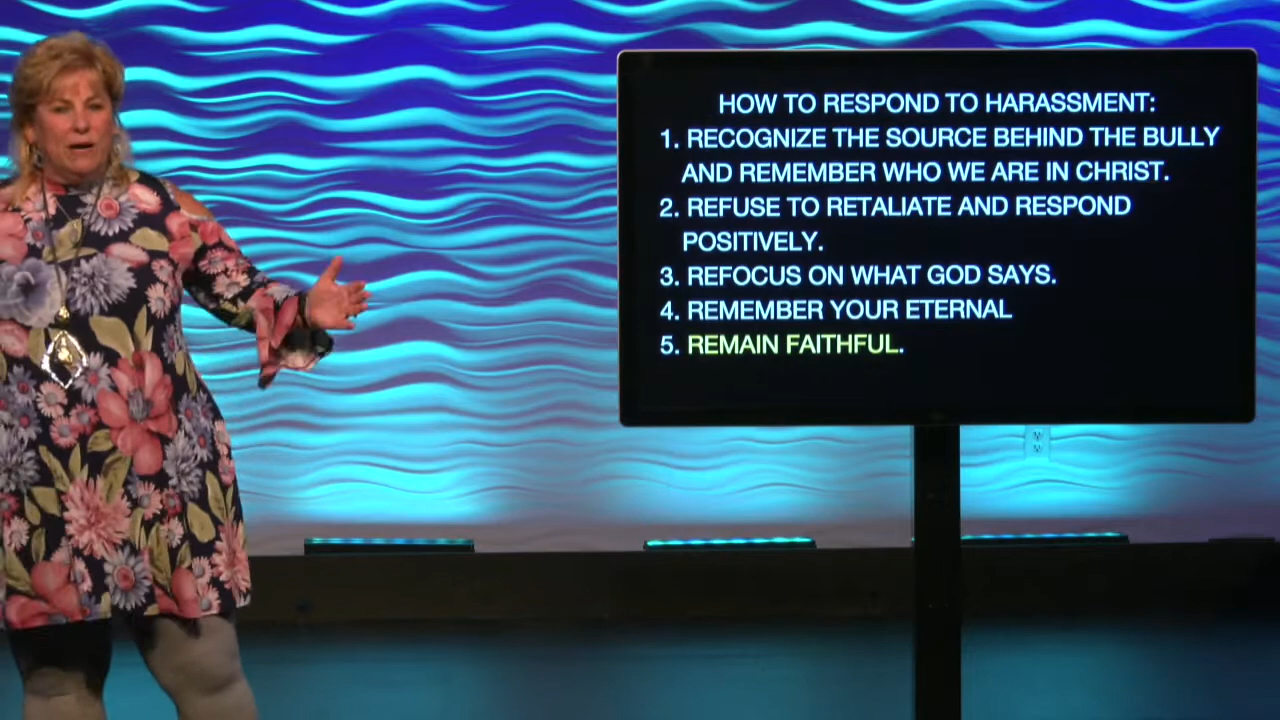 HOW TO RESPOND TO HARASSMENT:
1. RECOGNIZE THE SOURCE BEHIND THE BULLY
AND REMEMBER WHO WE ARE IN CHRIST.
2. REFUSE TO RETALIATE AND RESPOND
POSITIVELY.
3. REFOCUS ON WHAT GOD SAYS.
4. REMEMBER YOUR ETERNAL
5. REMAIN FAITHFUL.